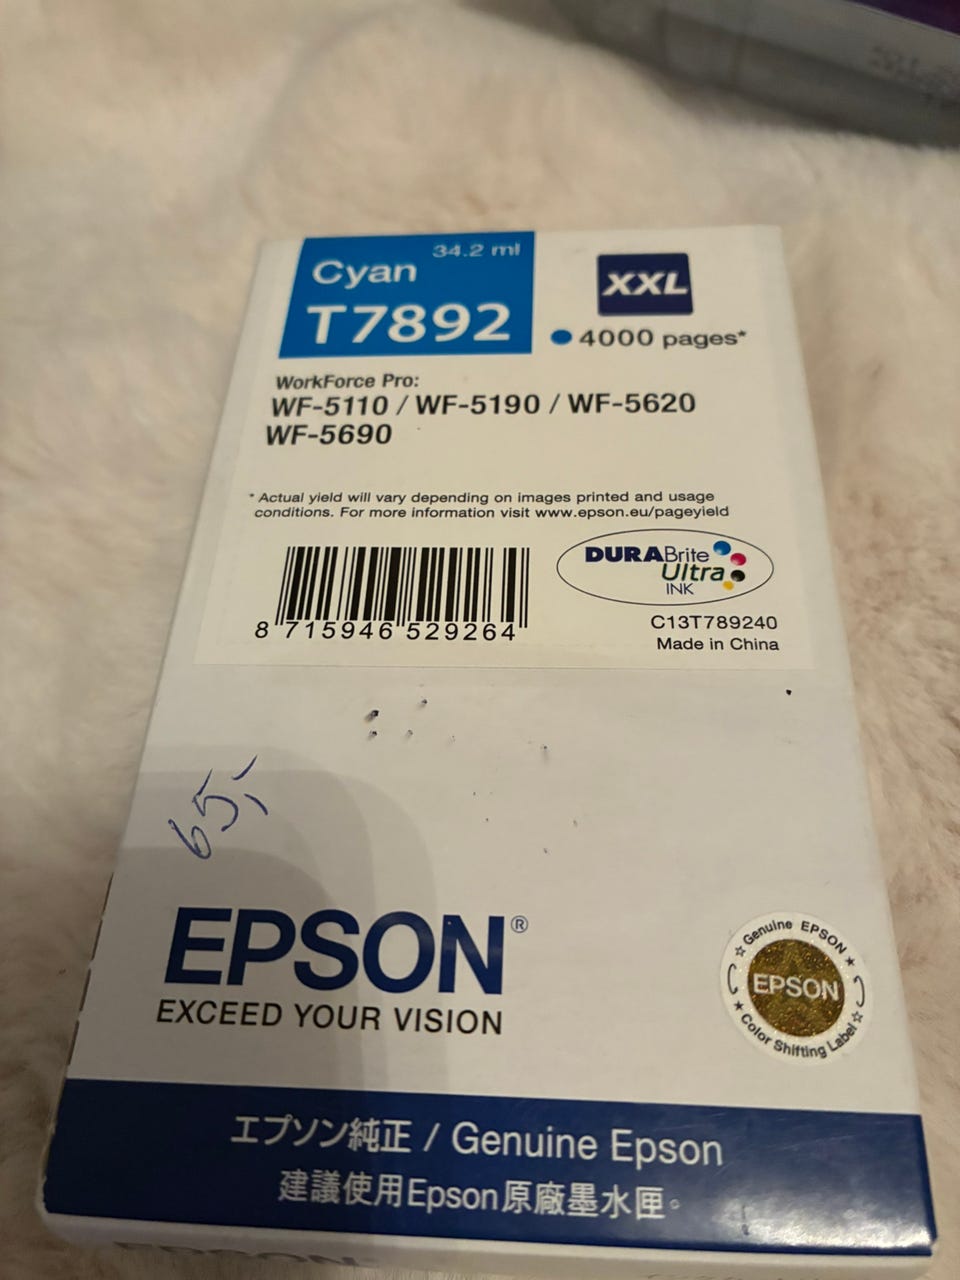 34.2 ml
Cyan
T7892
XXL
4000 pages*
WorkForce Pro:
WF-5110 / WF-5190 / WF-5620
WF-5690
* Actual yield will vary depending on images printed and usage
conditions. For more information visit www.epson.eu/pageyield
DURABrite
Ultra
INK
8 715946 529264
C13T789240
Made in China
65,-
EPSON®
EXCEED YOUR VISION
Genuine EPSON
EPSON
Color Shifting Label
エプソン純正 / Genuine Epson
建議使用Epson原廠墨水匣。
EPSON